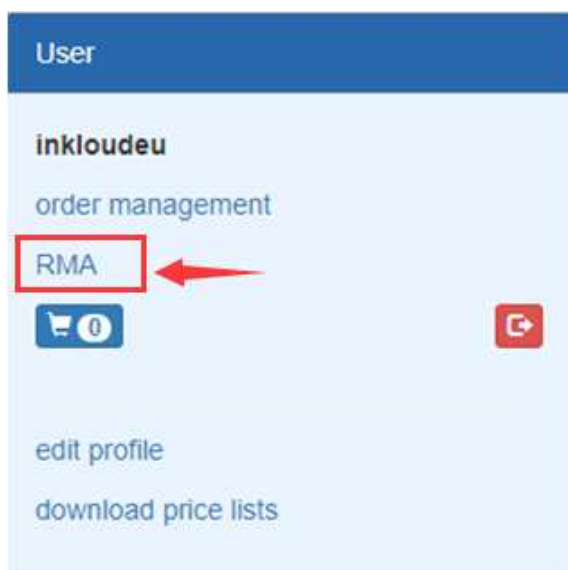 User
inkloudeu
order management
RMA
0
edit profile
download price lists